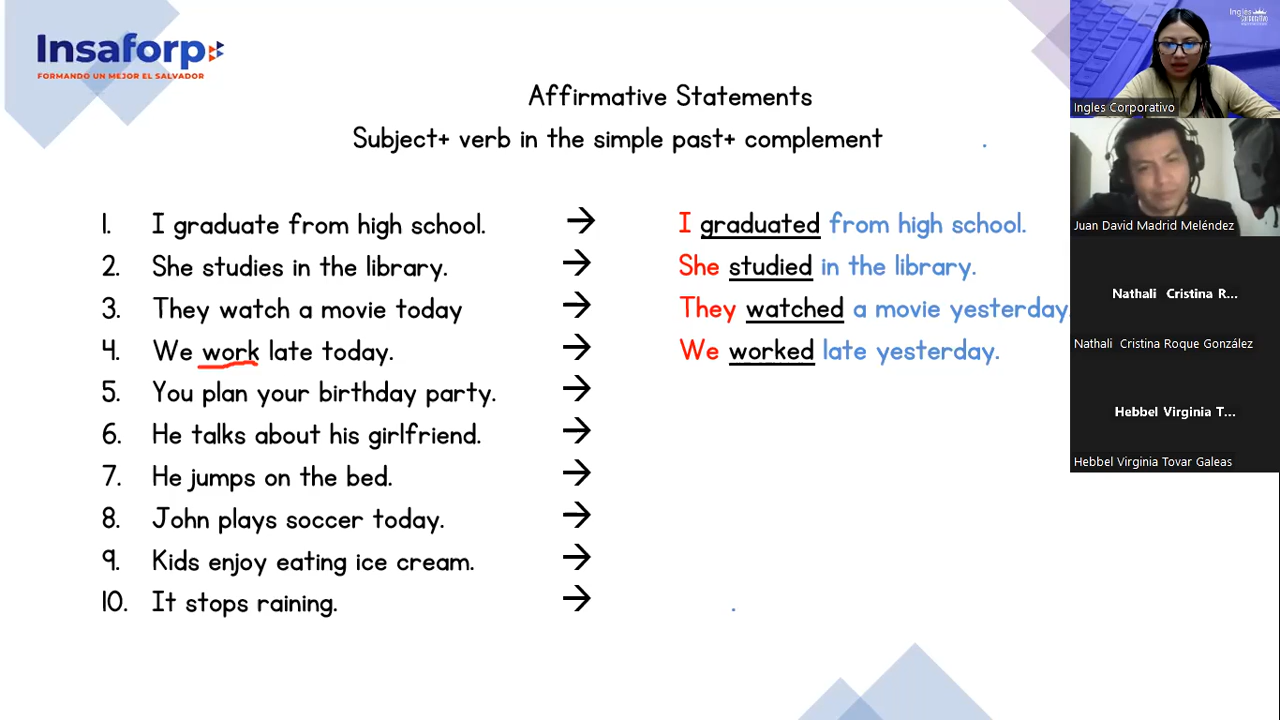 Insaforp
FORMANDO UN MEJOR EL SALVADOR
Affirmative Statements
Subject+ verb in the simple past+ complement .
1. I graduate from high school. → I graduated from high school.
2. She studies in the library. → She studied in the library.
3. They watch a movie today → They watched a movie yesterday.
4. We work late today. → We worked late yesterday.
5. You plan your birthday party. →
6. He talks about his girlfriend. →
7. He jumps on the bed. →
8. John plays soccer today. →
9. Kids enjoy eating ice cream. →
10. It stops raining. → .
Ingles Corporativo
Juan David Madrid Meléndez
Nathali Cristina R...
Nathali Cristina Roque González
Hebbel Virginia T...
Hebbel Virginia Tovar Galeas